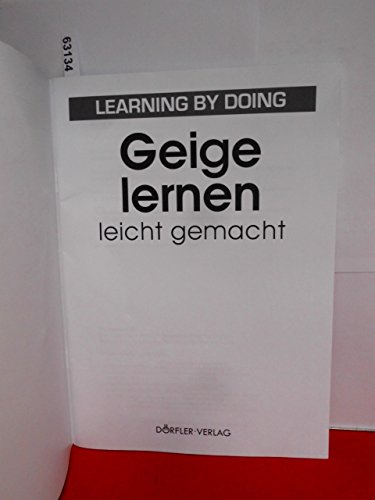 63134
LEARNING BY DOING
Geige
lernen
leicht gemacht
DÖRFLER·VERLAG